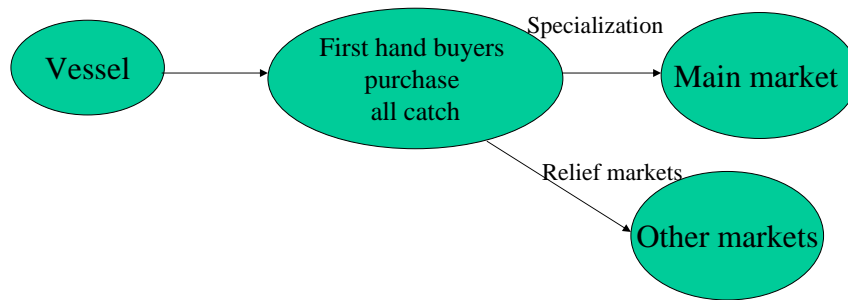 Vessel
First hand buyers
purchase
all catch
Specialization
Main market
Relief markets
Other markets